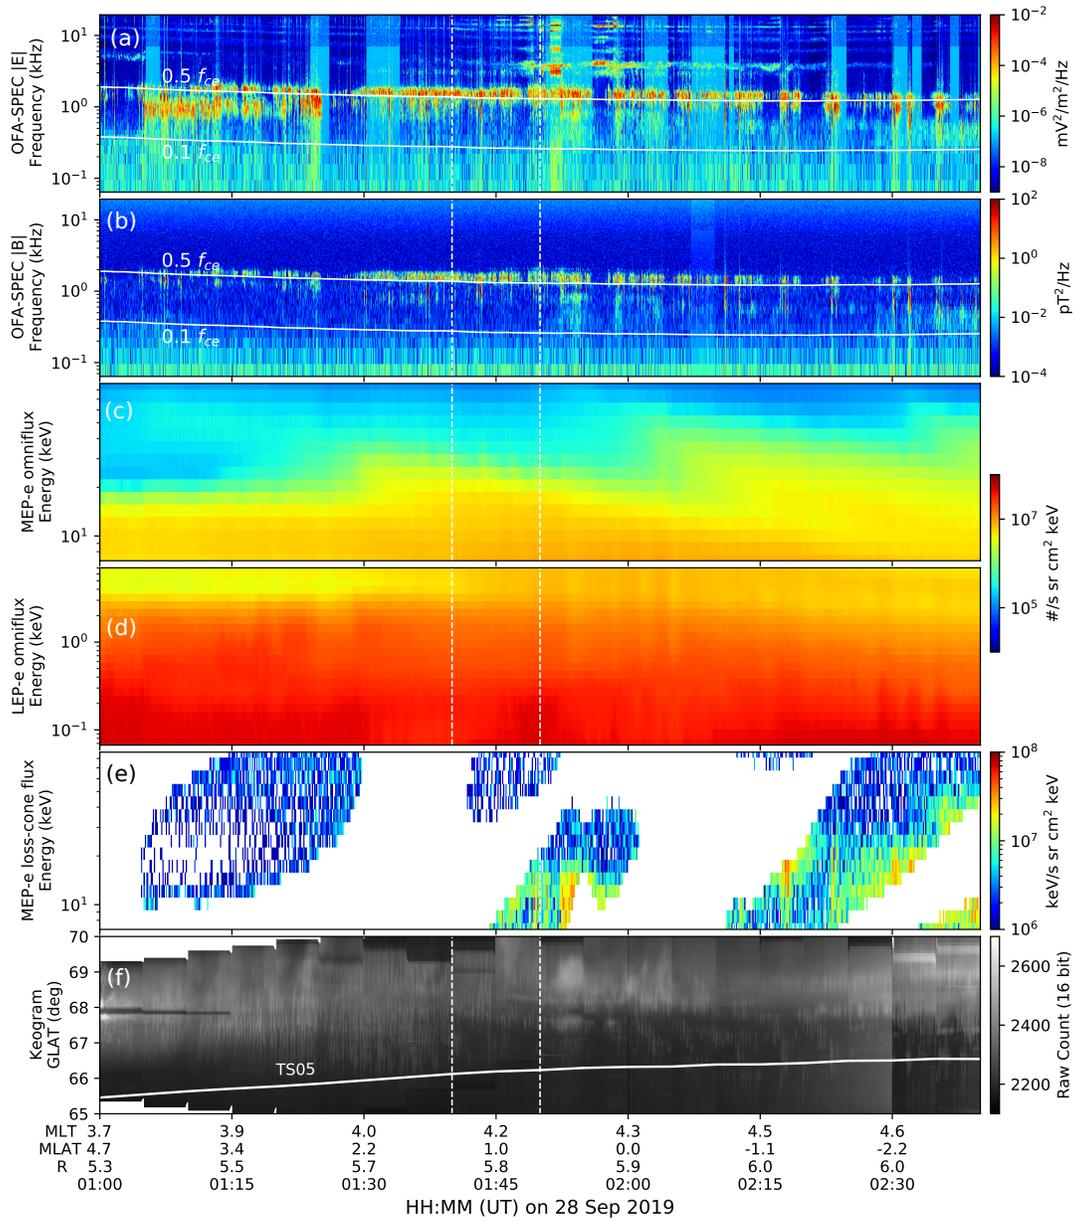 (a)
OFA-SPEC |E|
Frequency (kHz)
10¹
10⁰
10⁻¹
0.5 fce
0.1 fce
10⁻²
10⁻⁴
10⁻⁶
10⁻⁸
mV²/m²/Hz
(b)
OFA-SPEC |B|
Frequency (kHz)
10¹
10⁰
10⁻¹
0.5 fce
0.1 fce
10²
10⁰
10⁻²
10⁻⁴
pT²/Hz
(c)
MEP-e omniflux
Energy (keV)
10¹
10⁷
10⁵
#/s sr cm² keV
(d)
LEP-e omniflux
Energy (keV)
10⁰
10⁻¹
(e)
MEP-e loss-cone flux
Energy (keV)
10¹
10⁸
10⁷
10⁶
keV/s sr cm² keV
(f)
Keogram
GLAT (deg)
70
69
68
67
66
65
TS05
2600
2400
2200
Raw Count (16 bit)
MLT 3.7 3.9 4.0 4.2 4.3 4.5 4.6
MLAT 4.7 3.4 2.2 1.0 0.0 -1.1 -2.2
R 5.3 5.5 5.7 5.8 5.9 6.0 6.0
01:00 01:15 01:30 01:45 02:00 02:15 02:30
HH:MM (UT) on 28 Sep 2019